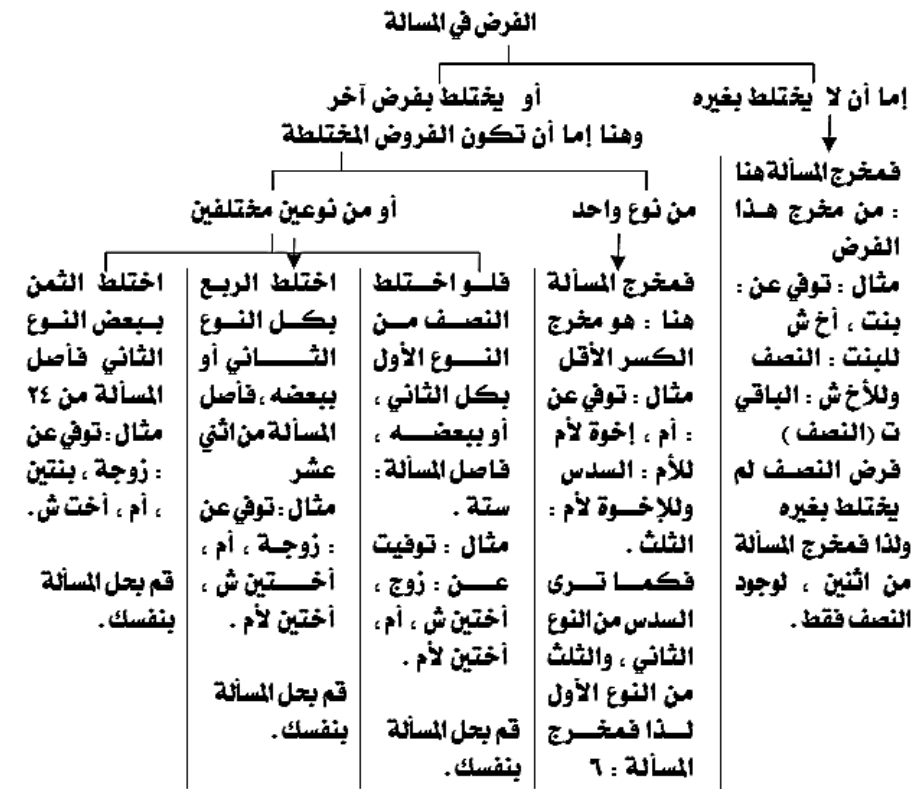 الفرض في المسألة
إما أن لا يختلط بغيره
أو يختلط بفرض آخر
وهنا إما أن تكون الفروض المختلطة
من نوع واحد
أو من نوعين مختلفين
فمخرج المسألة هنا
: من مخرج هذا
الفرض
مثال : توفي عن :
بنت ، أخ ش
للبنت : النصف
وللأخ ش : الباقي
ت ( النصف )
فرض النصف لم
يختلط بغيره
ولذا فمخرج المسألة
من اثنين ، لوجود
النصف فقط .
فمخرج المسألة
هنا : هو مخرج
الكسر الأقل
مثال : توفي عن
: أم ، إخوة لأم
للأم : السدس
وللإخوة لأم :
الثلث .
فكما ترى
السدس من النوع
الثاني ، والثلث
من النوع الأول
لذا فمخرج
المسألة : ٦
فلو اختلط
النصف من
النوع الأول
بكل الثاني ،
أو ببعضه ،
فاصل المسألة :
ستة .
مثال : توفيت
عن : زوج ،
أختين ش ، أم ،
أختين لأم .
قم بحل المسألة
بنفسك .
اختلط الربع
بكل النوع
الثاني أو
ببعضه ، فأصل
المسألة من اثني
عشر
مثال : توفي عن
: زوجة ، أم ،
أختين ش ،
أختين لأم .
قم بحل المسألة
بنفسك .
اختلط الثمن
ببعض النوع
الثاني فأصل
المسألة من ٢٤
مثال : توفي عن
: زوجة ، بنتين
، أم ، أخت ش .
قم بحل المسألة
بنفسك .